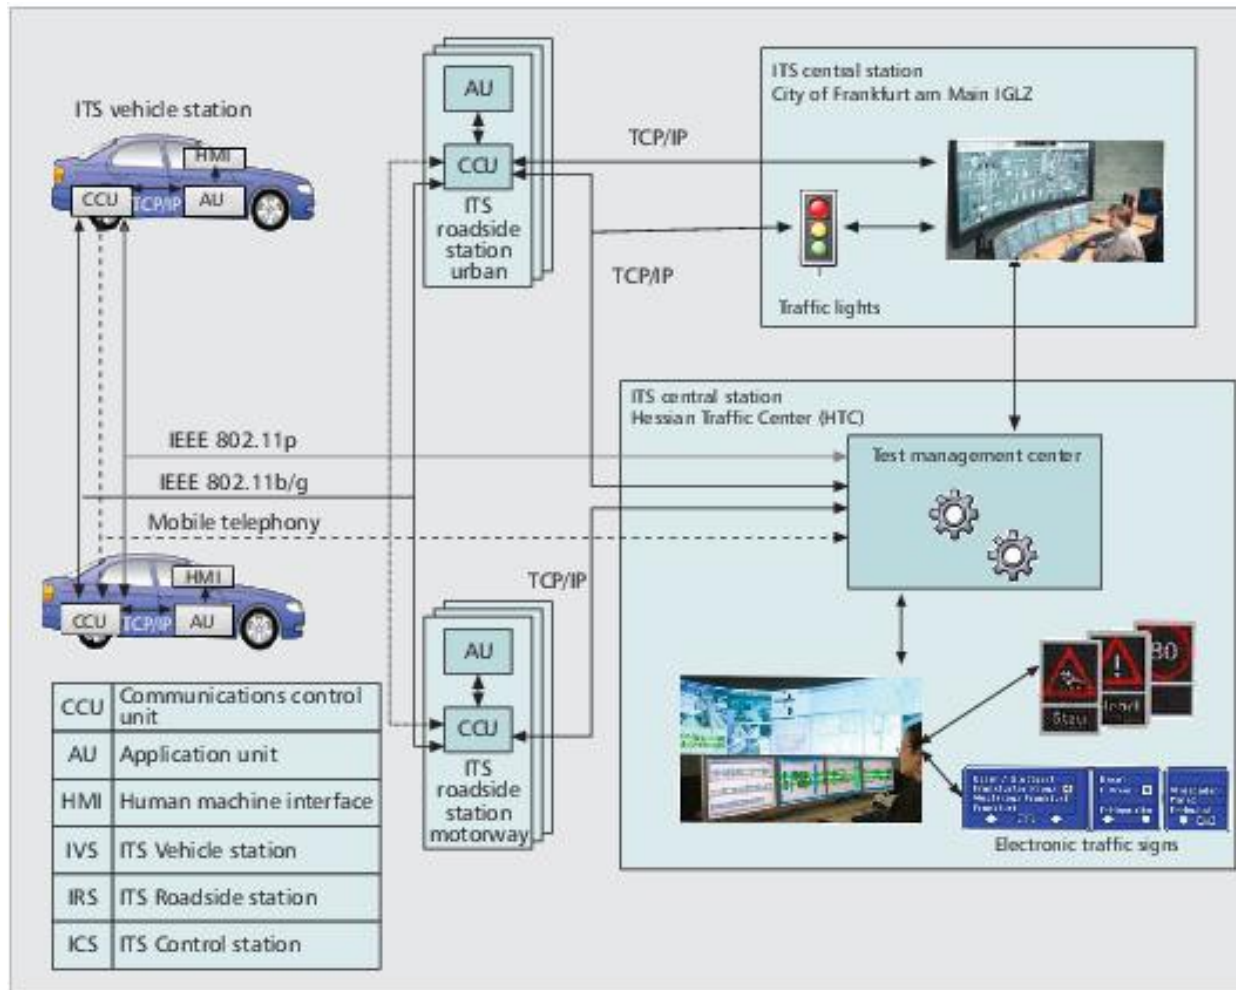 ITS vehicle station
HMI
CCU
TCP/IP
AU
AU
CCU
ITS
roadside
station
urban
TCP/IP
TCP/IP
ITS central station
City of Frankfurt am Main IGLZ
Traffic lights
IEEE 802.11p
IEEE 802.11b/g
Mobile telephony
HMI
CCU
TCP/IP
AU
TCP/IP
AU
CCU
ITS
roadside
station
motorway
ITS central station
Hessian Traffic Center (HTC)
Test management center
Stau
80
Electronic traffic signs
CCU Communications control
unit
AU Application unit
HMI Human machine interface
IVS ITS Vehicle station
IRS ITS Roadside station
ICS ITS Control station